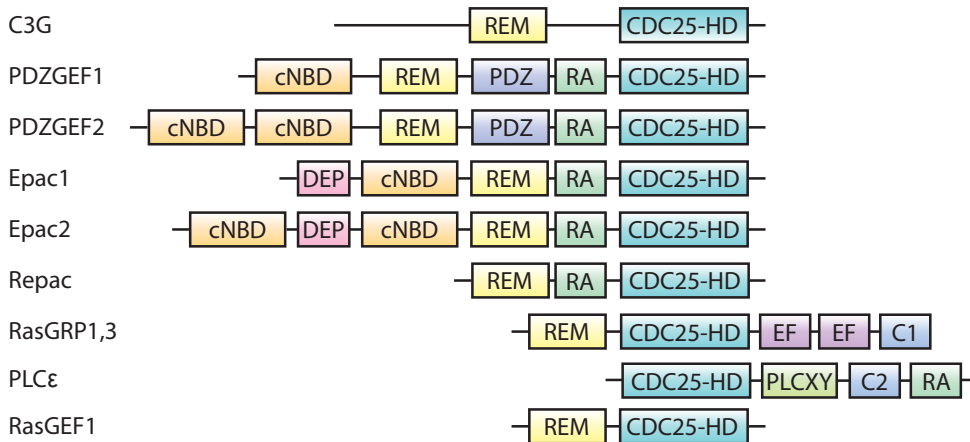 C3G REM CDC25-HD
PDZGEF1 cNBD REM PDZ RA CDC25-HD
PDZGEF2 cNBD cNBD REM PDZ RA CDC25-HD
Epac1 DEP cNBD REM RA CDC25-HD
Epac2 cNBD DEP cNBD REM RA CDC25-HD
Repac REM RA CDC25-HD
RasGRP1,3 REM CDC25-HD EF EF C1
PLCε CDC25-HD PLCXY C2 RA
RasGEF1 REM CDC25-HD